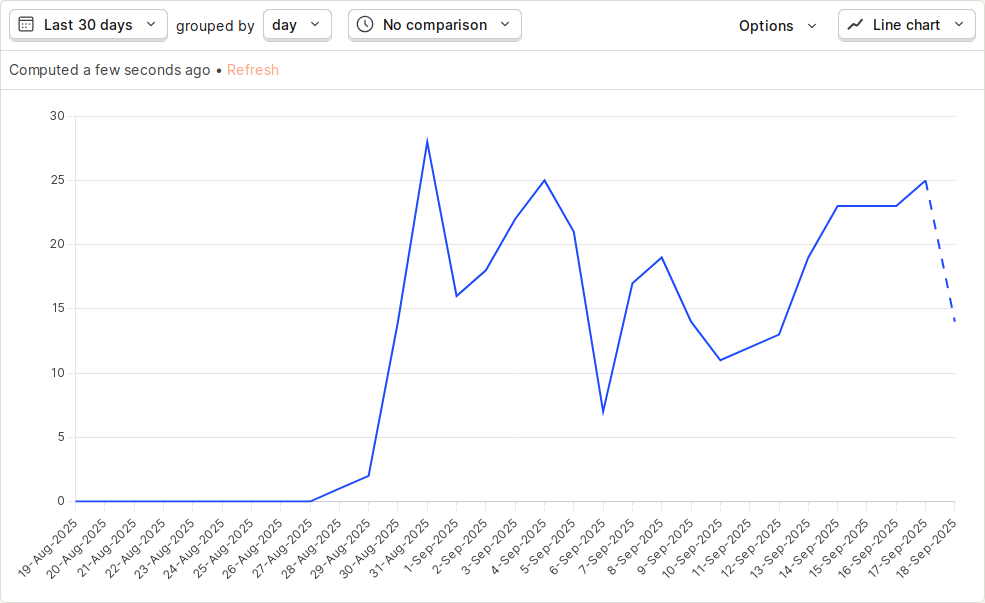 Last 30 days grouped by day No comparison Options Line chart
Computed a few seconds ago • Refresh
30
25
20
15
10
5
0
19-Aug-2025
20-Aug-2025
21-Aug-2025
22-Aug-2025
23-Aug-2025
24-Aug-2025
25-Aug-2025
26-Aug-2025
27-Aug-2025
28-Aug-2025
29-Aug-2025
30-Aug-2025
31-Aug-2025
1-Sep-2025
2-Sep-2025
3-Sep-2025
4-Sep-2025
5-Sep-2025
6-Sep-2025
7-Sep-2025
8-Sep-2025
9-Sep-2025
10-Sep-2025
11-Sep-2025
12-Sep-2025
13-Sep-2025
14-Sep-2025
15-Sep-2025
16-Sep-2025
17-Sep-2025
18-Sep-2025